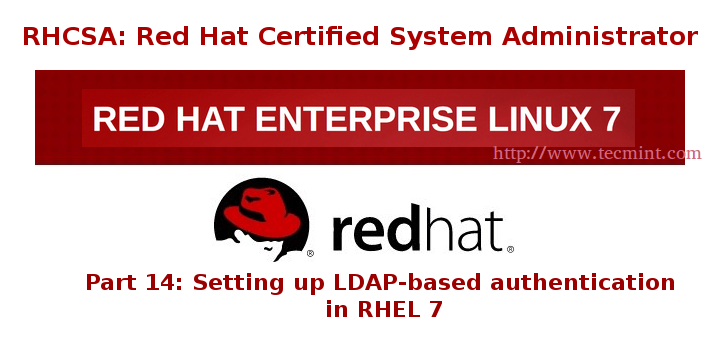 RHCSA: Red Hat Certified System Administrator
RED HAT ENTERPRISE LINUX 7
http://www.tecmint.com
redhat.
®
®
Part 14: Setting up LDAP-based authentication
in RHEL 7